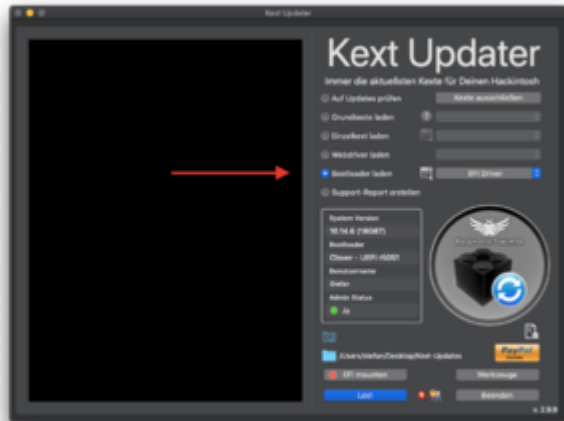 Kext Updater
Kext Updater
Immer die aktuellsten Kexte für Deinen Hackintosh
Auf Updates prüfen
Kexte ausschließen
Grundkexte laden
Einzelkext laden
Webdriver laden
Bootloader laden
EFI Driver
Support-Report erstellen
System Version
10.14.6 (18G87)
Bootloader
Clover - UEFI
Benutzername
Stefan
Admin Status
Ja
/Users/stefan/Desktop/Kext-Updates
PayPal
EFI mounten
Werkzeuge
Los!
Beenden
v. 2.9.9